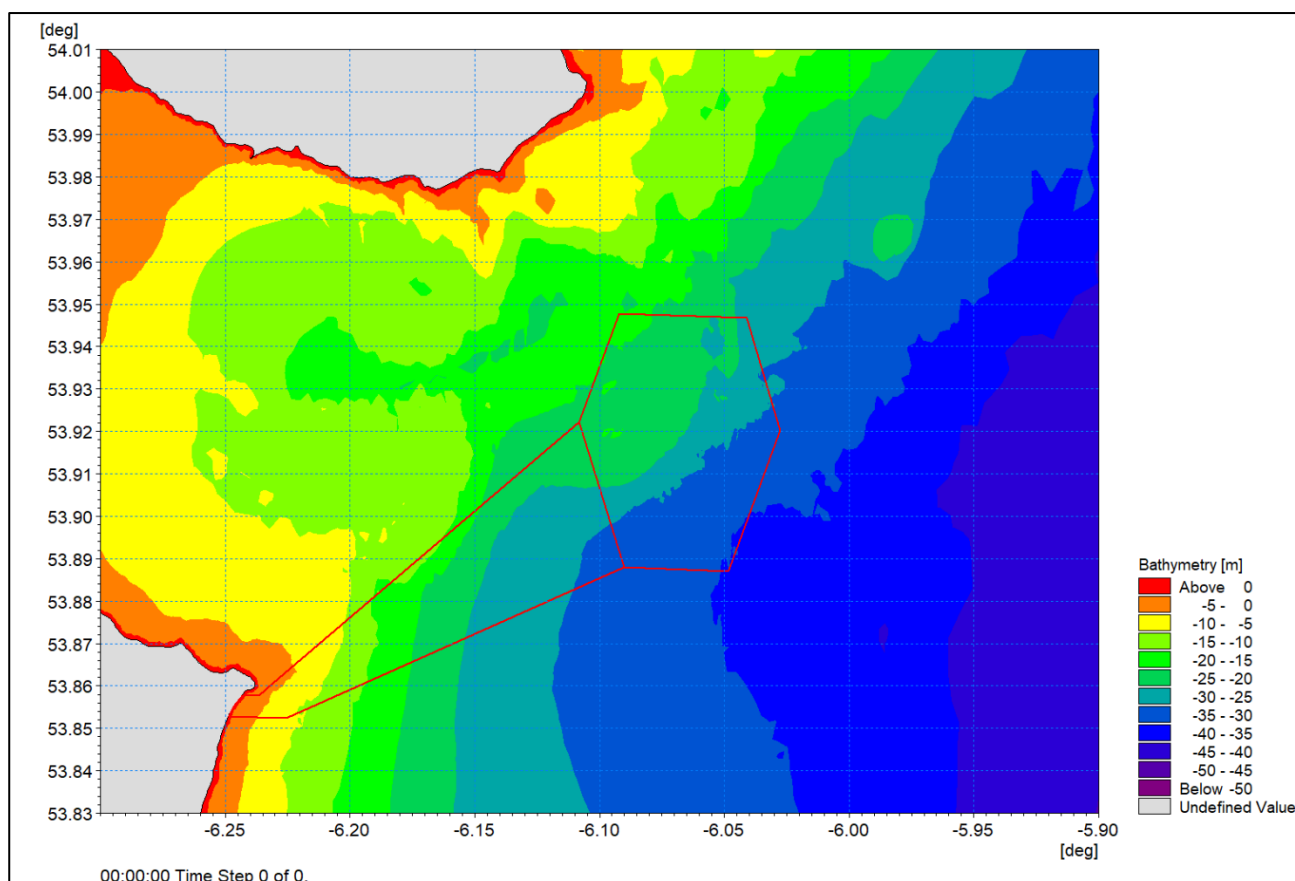 [deg]
54.01
54.00
53.99
53.98
53.97
53.96
53.95
53.94
53.93
53.92
53.91
53.90
53.89
53.88
53.87
53.86
53.85
53.84
53.83
-6.25 -6.20 -6.15 -6.10 -6.05 -6.00 -5.95 -5.90
[deg]
Bathymetry [m]
Above 0
-5 - 0
-10 - -5
-15 - -10
-20 - -15
-25 - -20
-30 - -25
-35 - -30
-40 - -35
-45 - -40
-50 - -45
Below -50
Undefined Value
00:00:00 Time Step 0 of 0.